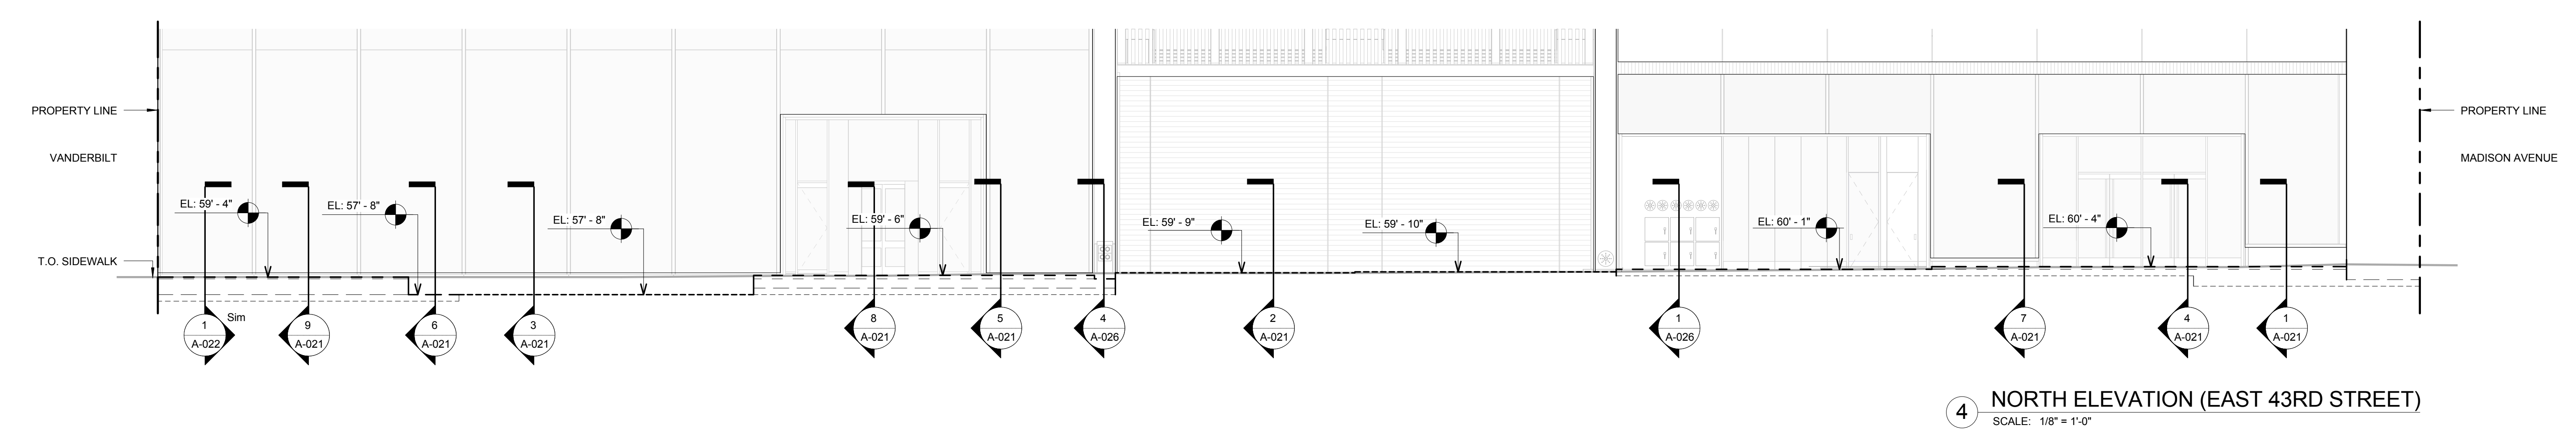 PROPERTY LINE
PROPERTY LINE
VANDERBILT
MADISON AVENUE
EL: 59' - 4"
EL: 57' - 8"
EL: 57' - 8"
EL: 59' - 6"
EL: 59' - 9"
EL: 59' - 10"
EL: 60' - 1"
EL: 60' - 4"
T.O. SIDEWALK
1
A-022
Sim
9
A-021
6
A-021
3
A-021
8
A-021
5
A-021
4
A-026
2
A-021
1
A-026
7
A-021
4
A-021
1
A-021
4
NORTH ELEVATION (EAST 43RD STREET)
SCALE: 1/8" = 1'-0"